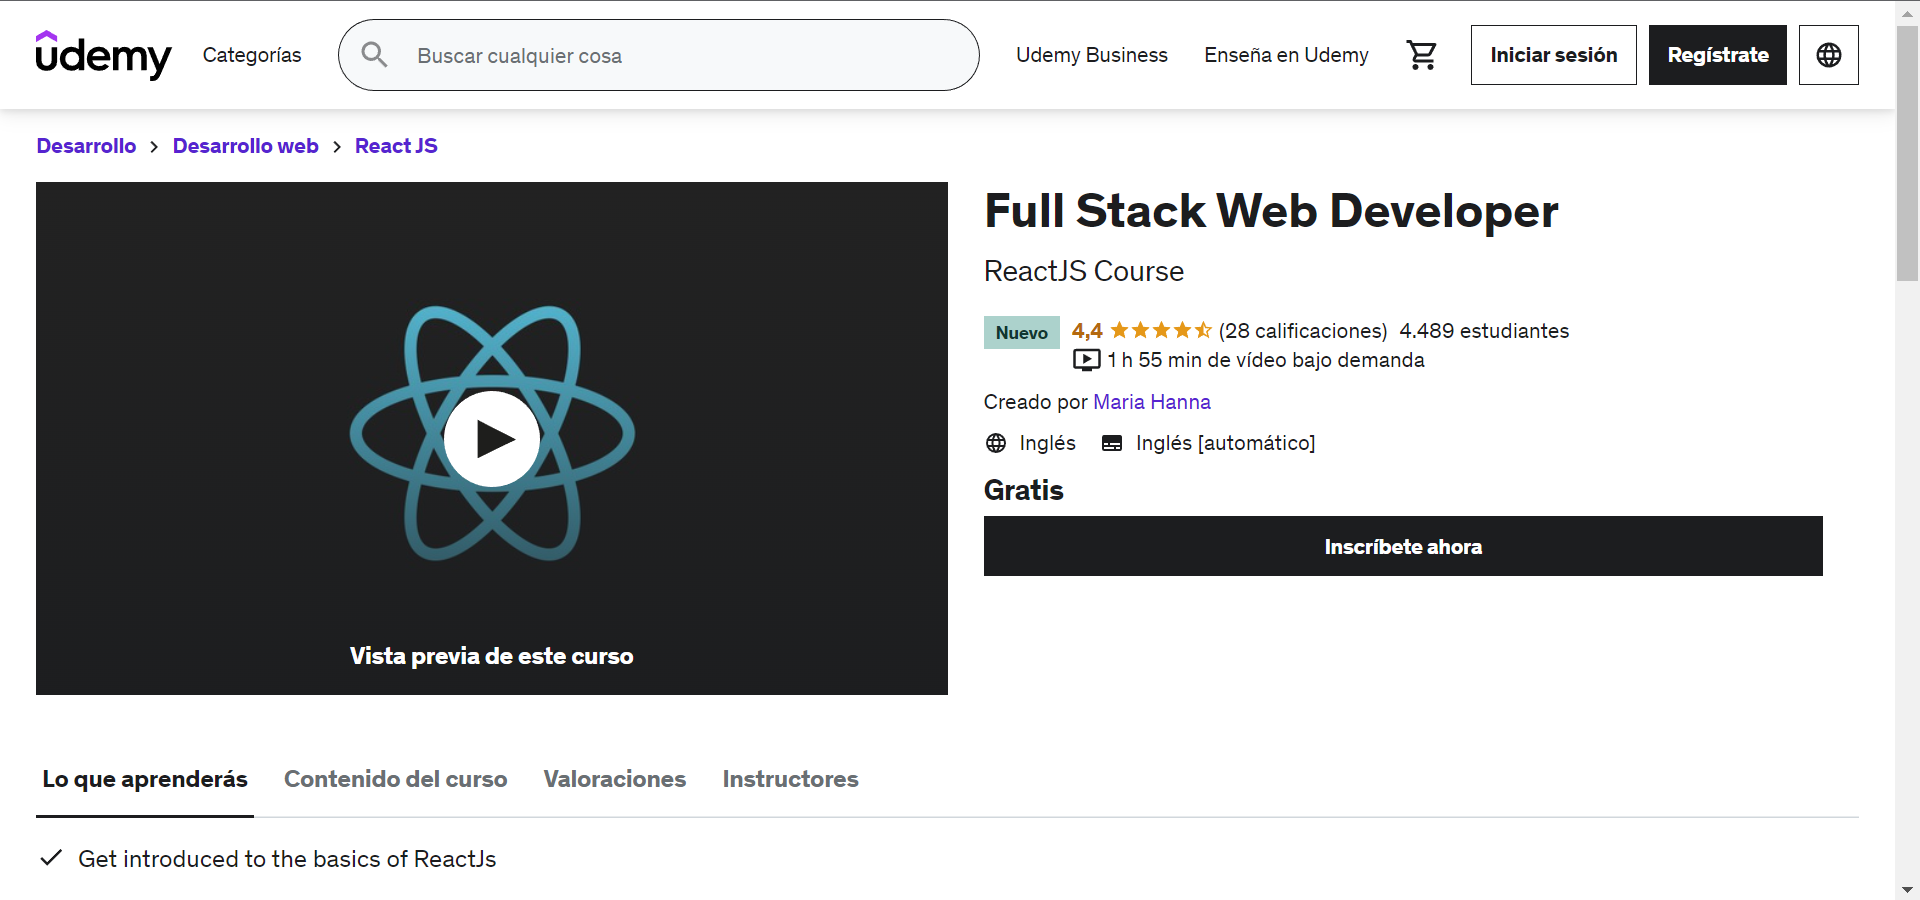 udemy
Categorías
Buscar cualquier cosa
Udemy Business
Enseña en Udemy
Iniciar sesión
Regístrate
Desarrollo
Desarrollo web
React JS
Vista previa de este curso
Full Stack Web Developer
ReactJS Course
Nuevo
4,4 (28 calificaciones) 4.489 estudiantes
1 h 55 min de vídeo bajo demanda
Creado por Maria Hanna
Inglés
Inglés [automático]
Gratis
Inscríbete ahora
Lo que aprenderás
Contenido del curso
Valoraciones
Instructores
Get introduced to the basics of ReactJs